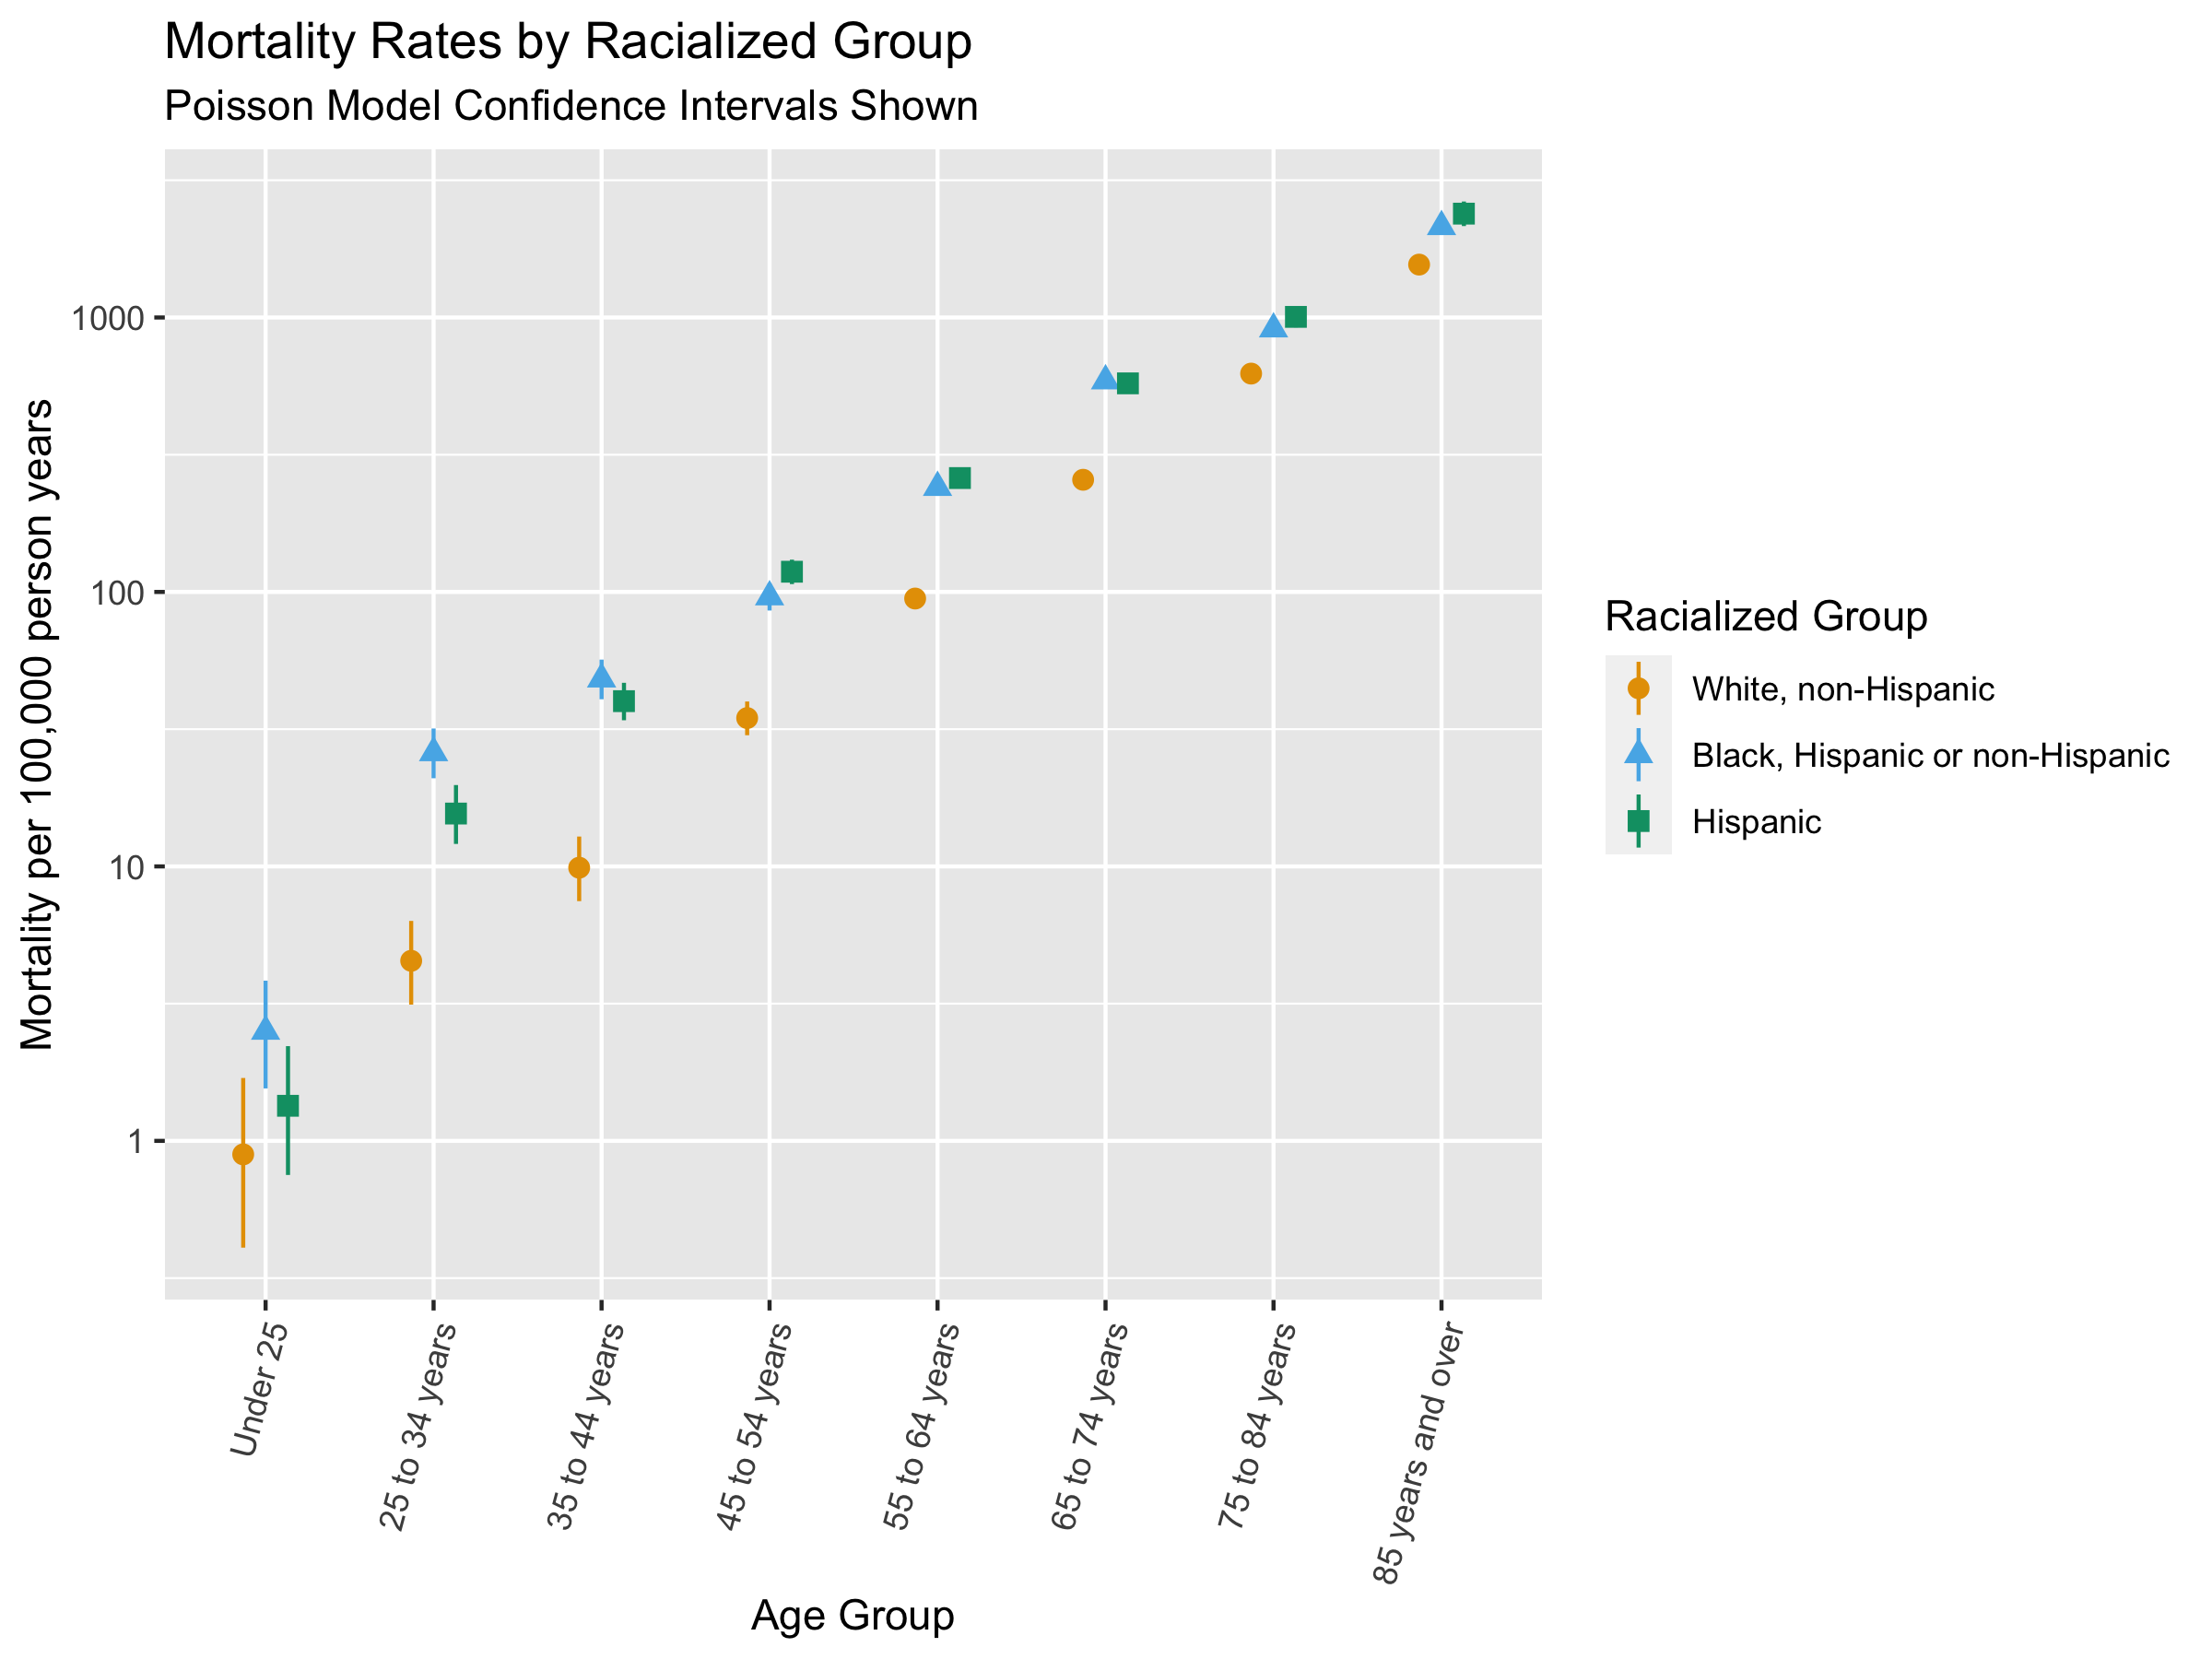 Mortality Rates by Racialized Group
Poisson Model Confidence Intervals Shown
Mortality per 100,000 person years
1000
100
10
1
Under 25
25 to 34 years
35 to 44 years
45 to 54 years
55 to 64 years
65 to 74 years
75 to 84 years
85 years and over
Age Group
Racialized Group
White, non-Hispanic
Black, Hispanic or non-Hispanic
Hispanic